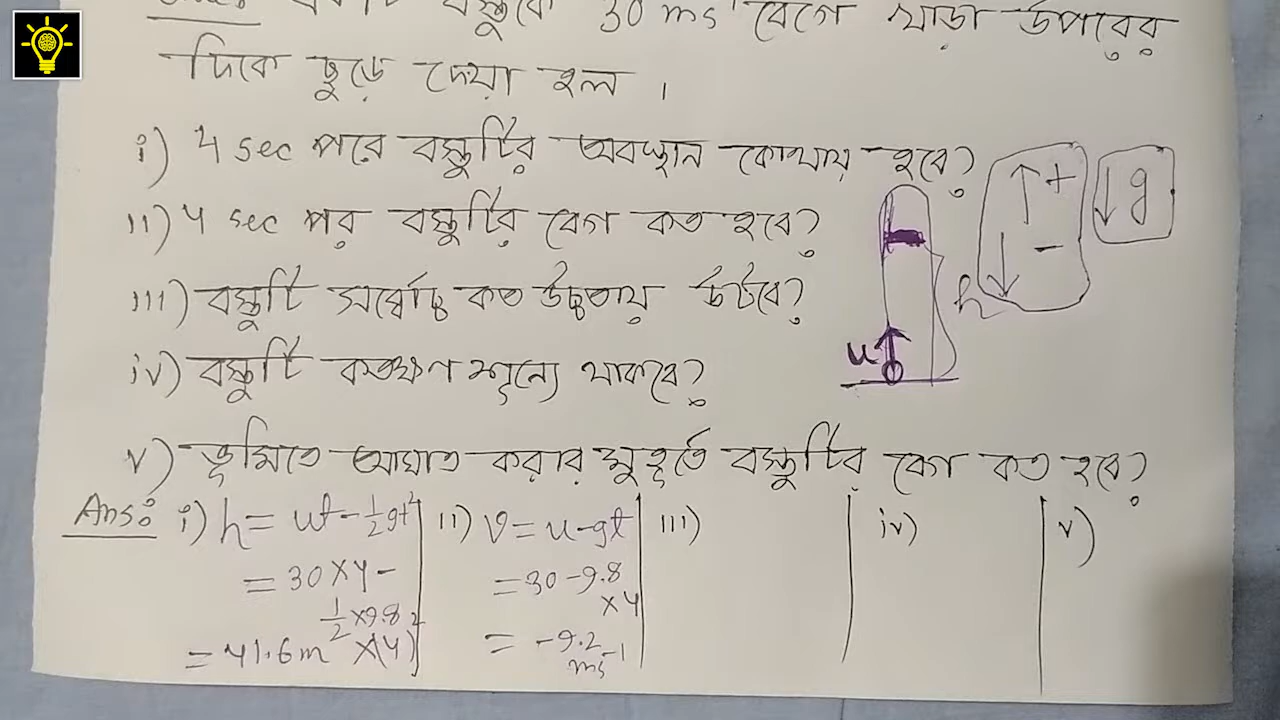 একটি বস্তুকে 30 ms⁻¹ বেগে খাড়া উপরের
দিকে ছুড়ে দেয়া হল ।
i) 4 sec পরে বস্তুটির অবস্থান কোথায় হবে?
ii) 4 sec পর বস্তুটির বেগ কত হবে?
iii) বস্তুটি সর্বোচ্চ কত উচ্চতায় উঠবে?
iv) বস্তুটি কতক্ষণ শূন্যে থাকবে?
v) ভূমিতে আঘাত করার মুহূর্তে বস্তুটির বেগ কত হবে?
↑ +
↓ −
↓ g
h
u
Ans: i) h = ut − ½gt²
= 30 × 4 −
½ × 9.8
× (4)²
= 41.6 m
ii) v = u − gt
= 30 − 9.8
× 4
= −9.2
ms⁻¹
iii)
iv)
v)